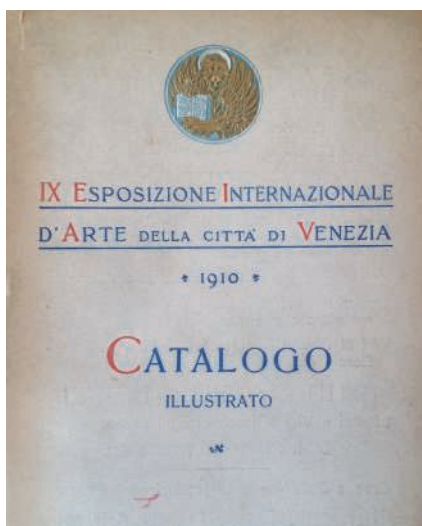 IX ESPOSIZIONE INTERNAZIONALE
D'ARTE DELLA CITTÀ DI VENEZIA
1910
CATALOGO
ILLUSTRATO